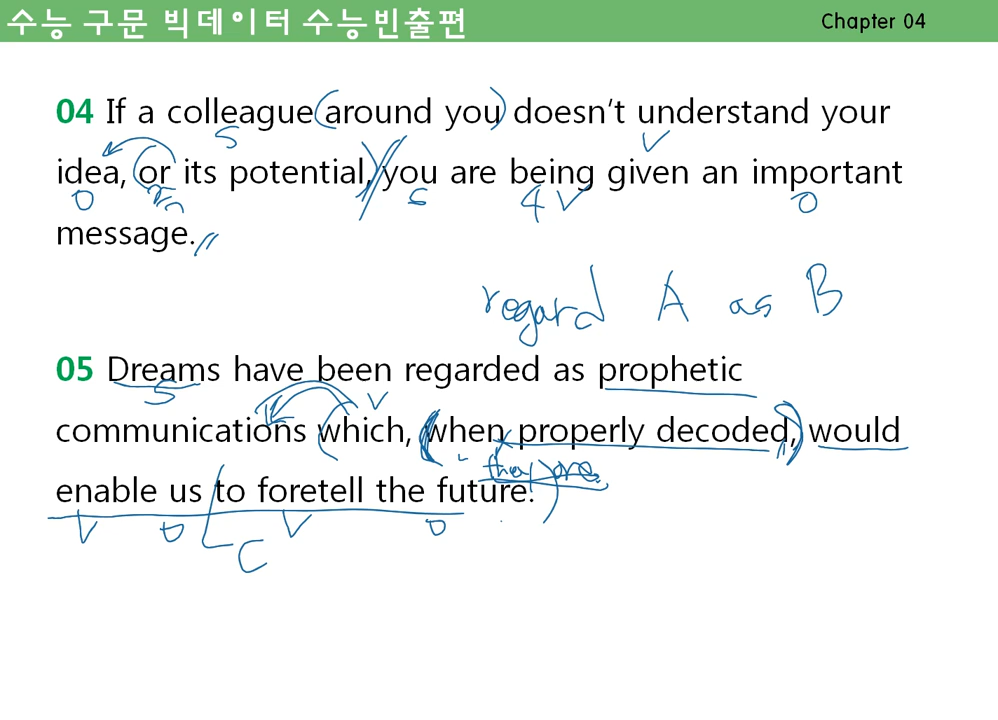 수능 구문 빅데이터 수능빈출편
Chapter 04
04 If a colleague around you doesn't understand your
S V
idea, or its potential, you are being given an important
O S 4 V O
message.
regard A as B
05 Dreams have been regarded as prophetic
S V
communications which, when properly decoded, would
they are
enable us to foretell the future.
V O V O
C